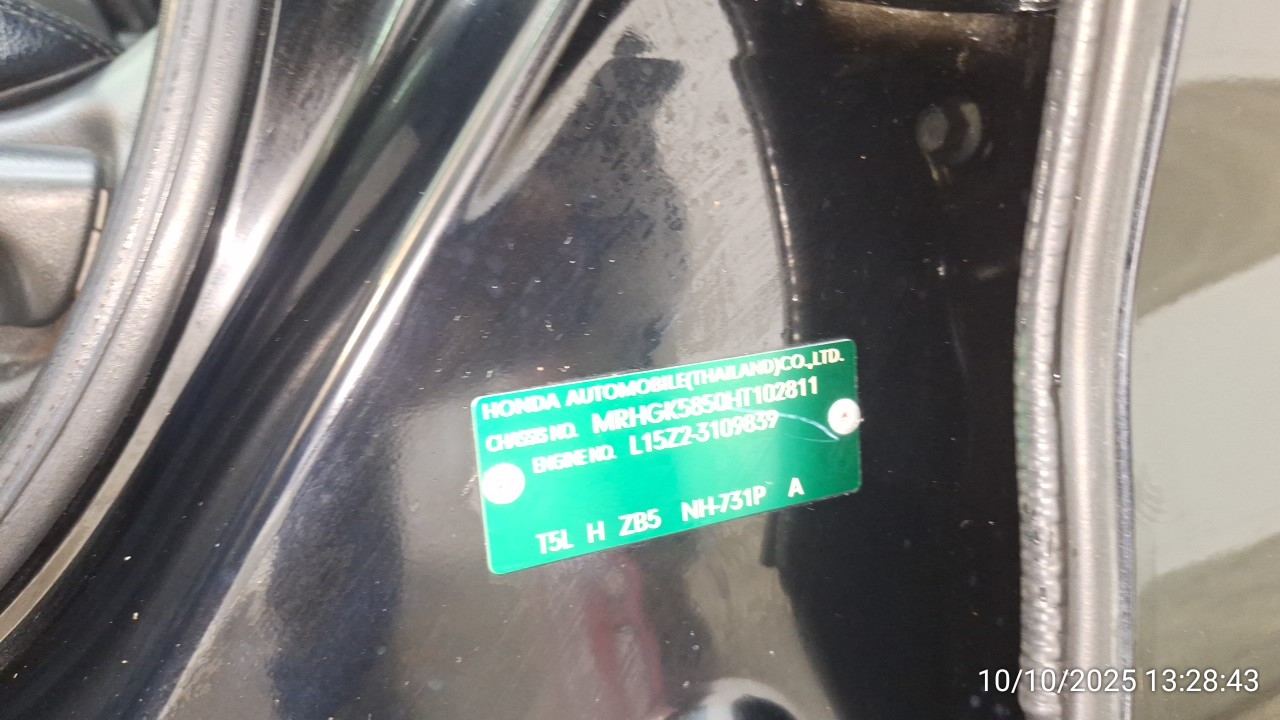 HONDA AUTOMOBILE(THAILAND)CO.,LTD.
CHASSIS NO. MRHGK5850HT102811
ENGINE NO. L15Z2-3109839
T5L H ZB5 NH-731P A
10/10/2025 13:28:43